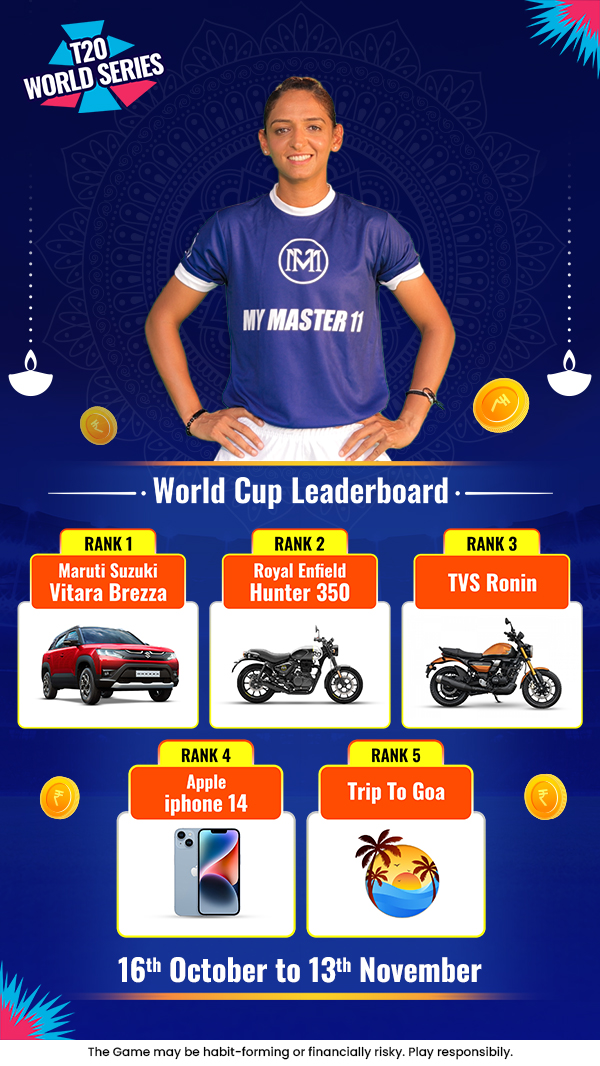 T20
WORLD SERIES
MY MASTER 11
World Cup Leaderboard
RANK 1
Maruti Suzuki
Vitara Brezza
RANK 2
Royal Enfield
Hunter 350
RANK 3
TVS Ronin
RANK 4
Apple
iphone 14
RANK 5
Trip To Goa
16th October to 13th November
The Game may be habit-forming or financially risky. Play responsibily.